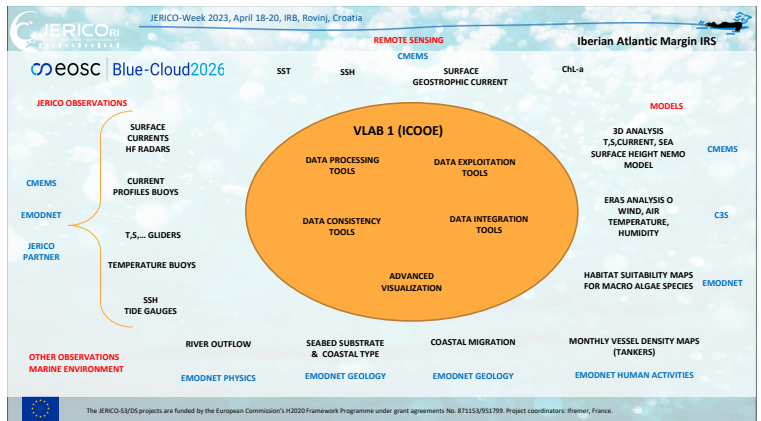 JERICO RI
JERICO-Week 2023, April 18-20, IRB, Rovinj, Croatia
Iberian Atlantic Margin IRS
eosc | Blue-Cloud2026
REMOTE SENSING
CMEMS
SST
SSH
SURFACE
GEOSTROPHIC CURRENT
ChL-a
JERICO OBSERVATIONS
SURFACE
CURRENTS
HF RADARS
CURRENT
PROFILES BUOYS
T,S,... GLIDERS
TEMPERATURE BUOYS
SSH
TIDE GAUGES
CMEMS
EMODNET
JERICO
PARTNER
VLAB 1 (ICOOE)
DATA PROCESSING
TOOLS
DATA EXPLOITATION
TOOLS
DATA CONSISTENCY
TOOLS
DATA INTEGRATION
TOOLS
ADVANCED
VISUALIZATION
MODELS
3D ANALYSIS
T,S,CURRENT, SEA
SURFACE HEIGHT NEMO
MODEL
CMEMS
ERA5 ANALYSIS O
WIND, AIR
TEMPERATURE,
HUMIDITY
C3S
HABITAT SUITABILITY MAPS
FOR MACRO ALGAE SPECIES
EMODNET
OTHER OBSERVATIONS
MARINE ENVIRONMENT
RIVER OUTFLOW
EMODNET PHYSICS
SEABED SUBSTRATE
& COASTAL TYPE
EMODNET GEOLOGY
COASTAL MIGRATION
EMODNET GEOLOGY
MONTHLY VESSEL DENSITY MAPS
(TANKERS)
EMODNET HUMAN ACTIVITIES
The JERICO-S3/DS projects are funded by the European Commission's H2020 Framework Programme under grant agreements No. 871153/951799. Project coordinators: Ifremer, France.